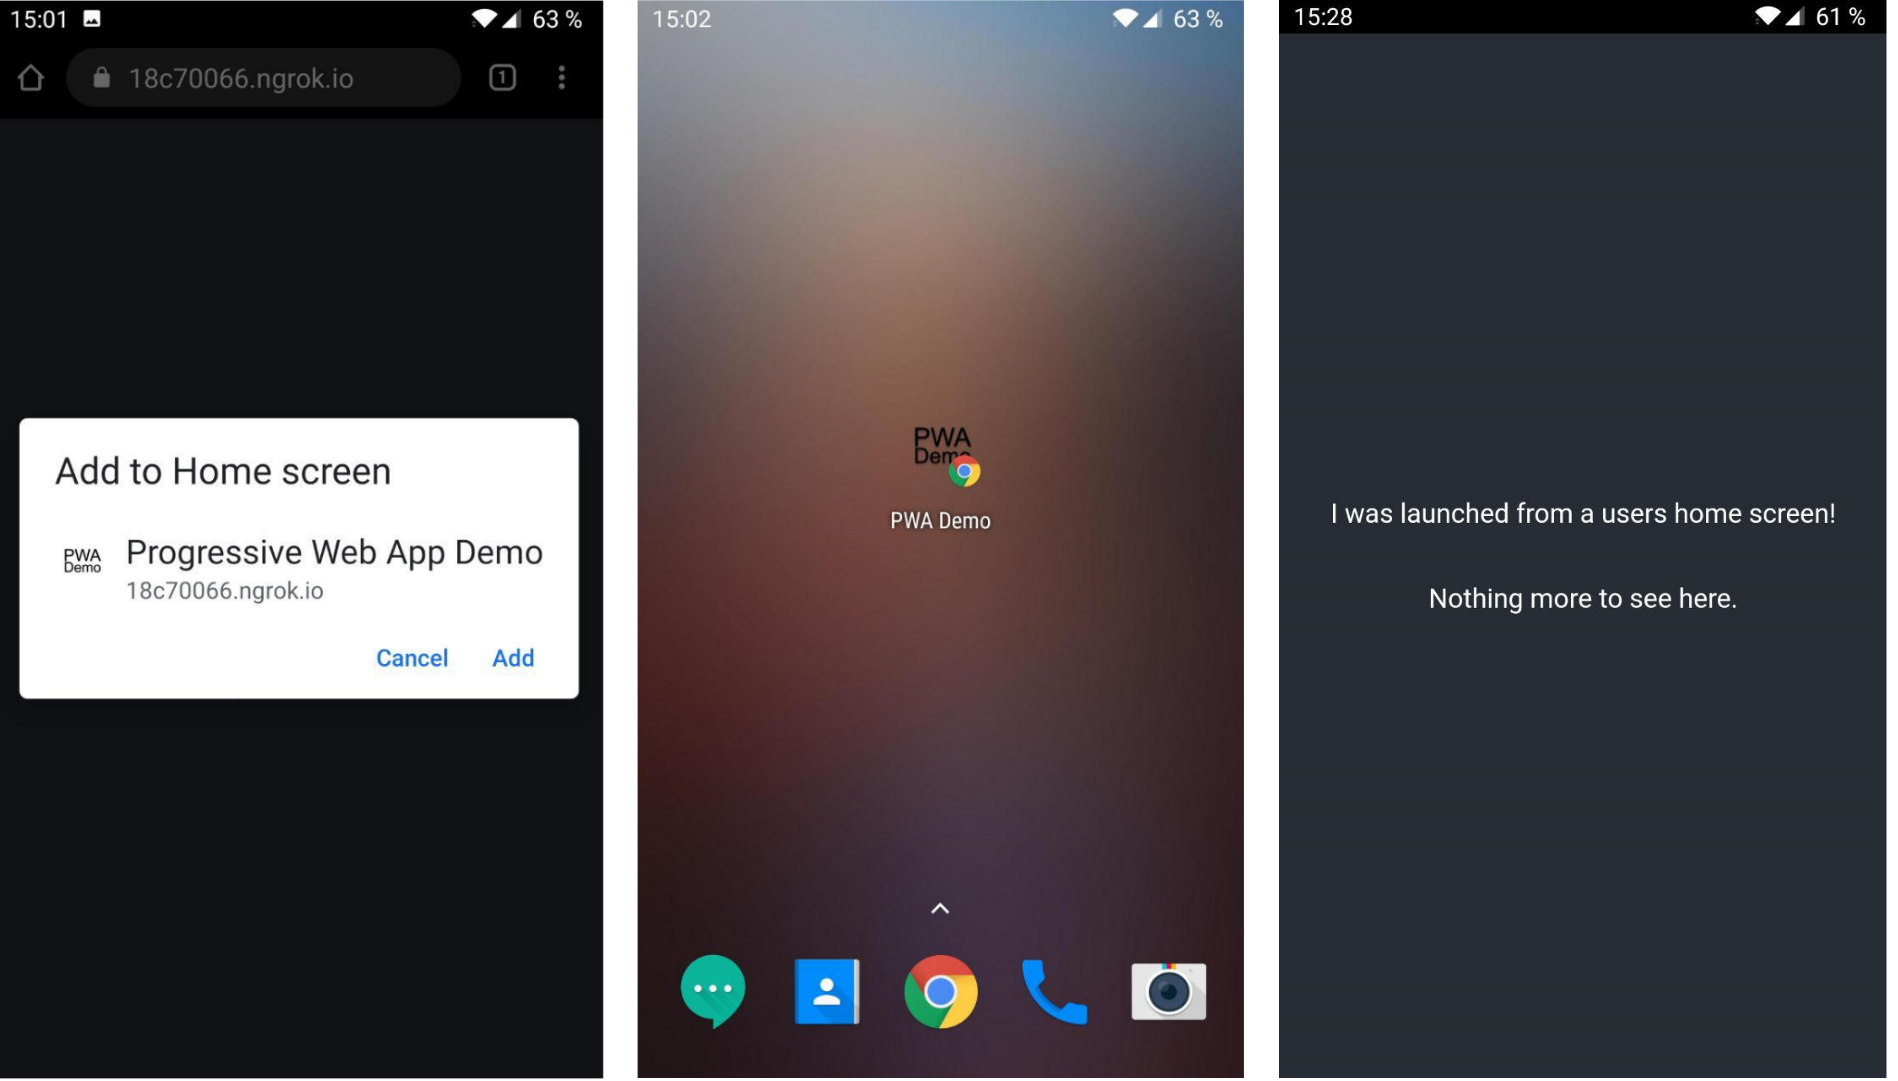 15:01
63 %
18c70066.ngrok.io
1
Add to Home screen
PWA
Demo
Progressive Web App Demo
18c70066.ngrok.io
Cancel
Add
15:02
63 %
PWA
Demo
PWA Demo
15:28
61 %
I was launched from a users home screen!
Nothing more to see here.